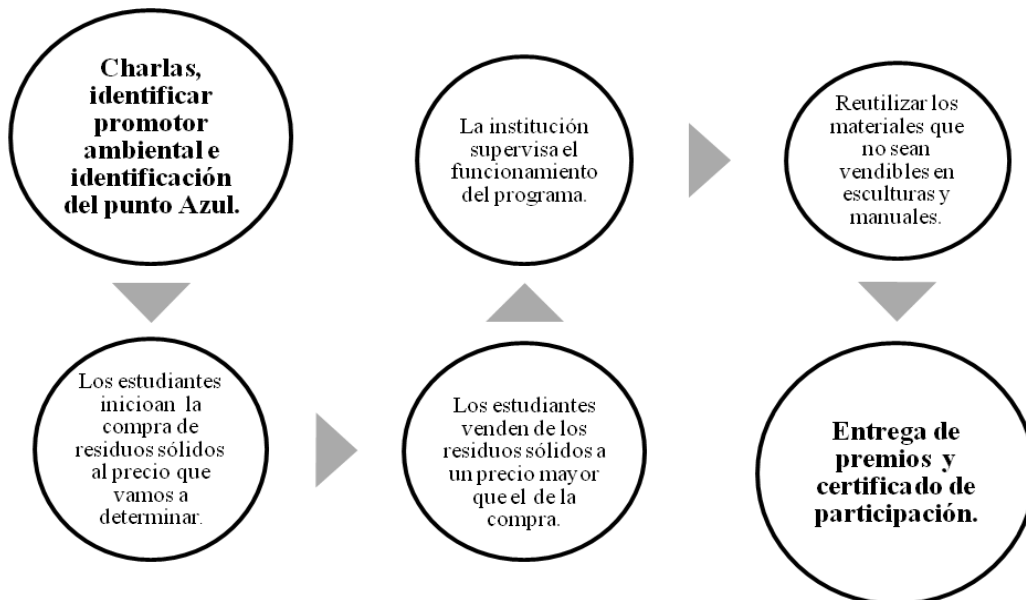 Charlas,
identificar
promotor
ambiental e
identificación
del punto Azul.
Los estudiantes
inicioan la
compra de
residuos sólidos
al precio que
vamos a
determinar.
Los estudiantes
venden de los
residuos sólidos a
un precio mayor
que el de la
compra.
La institución
supervisa el
funcionamiento
del programa.
Reutilizar los
materiales que
no sean
vendibles en
esculturas y
manuales.
Entrega de
premios y
certificado de
participación.